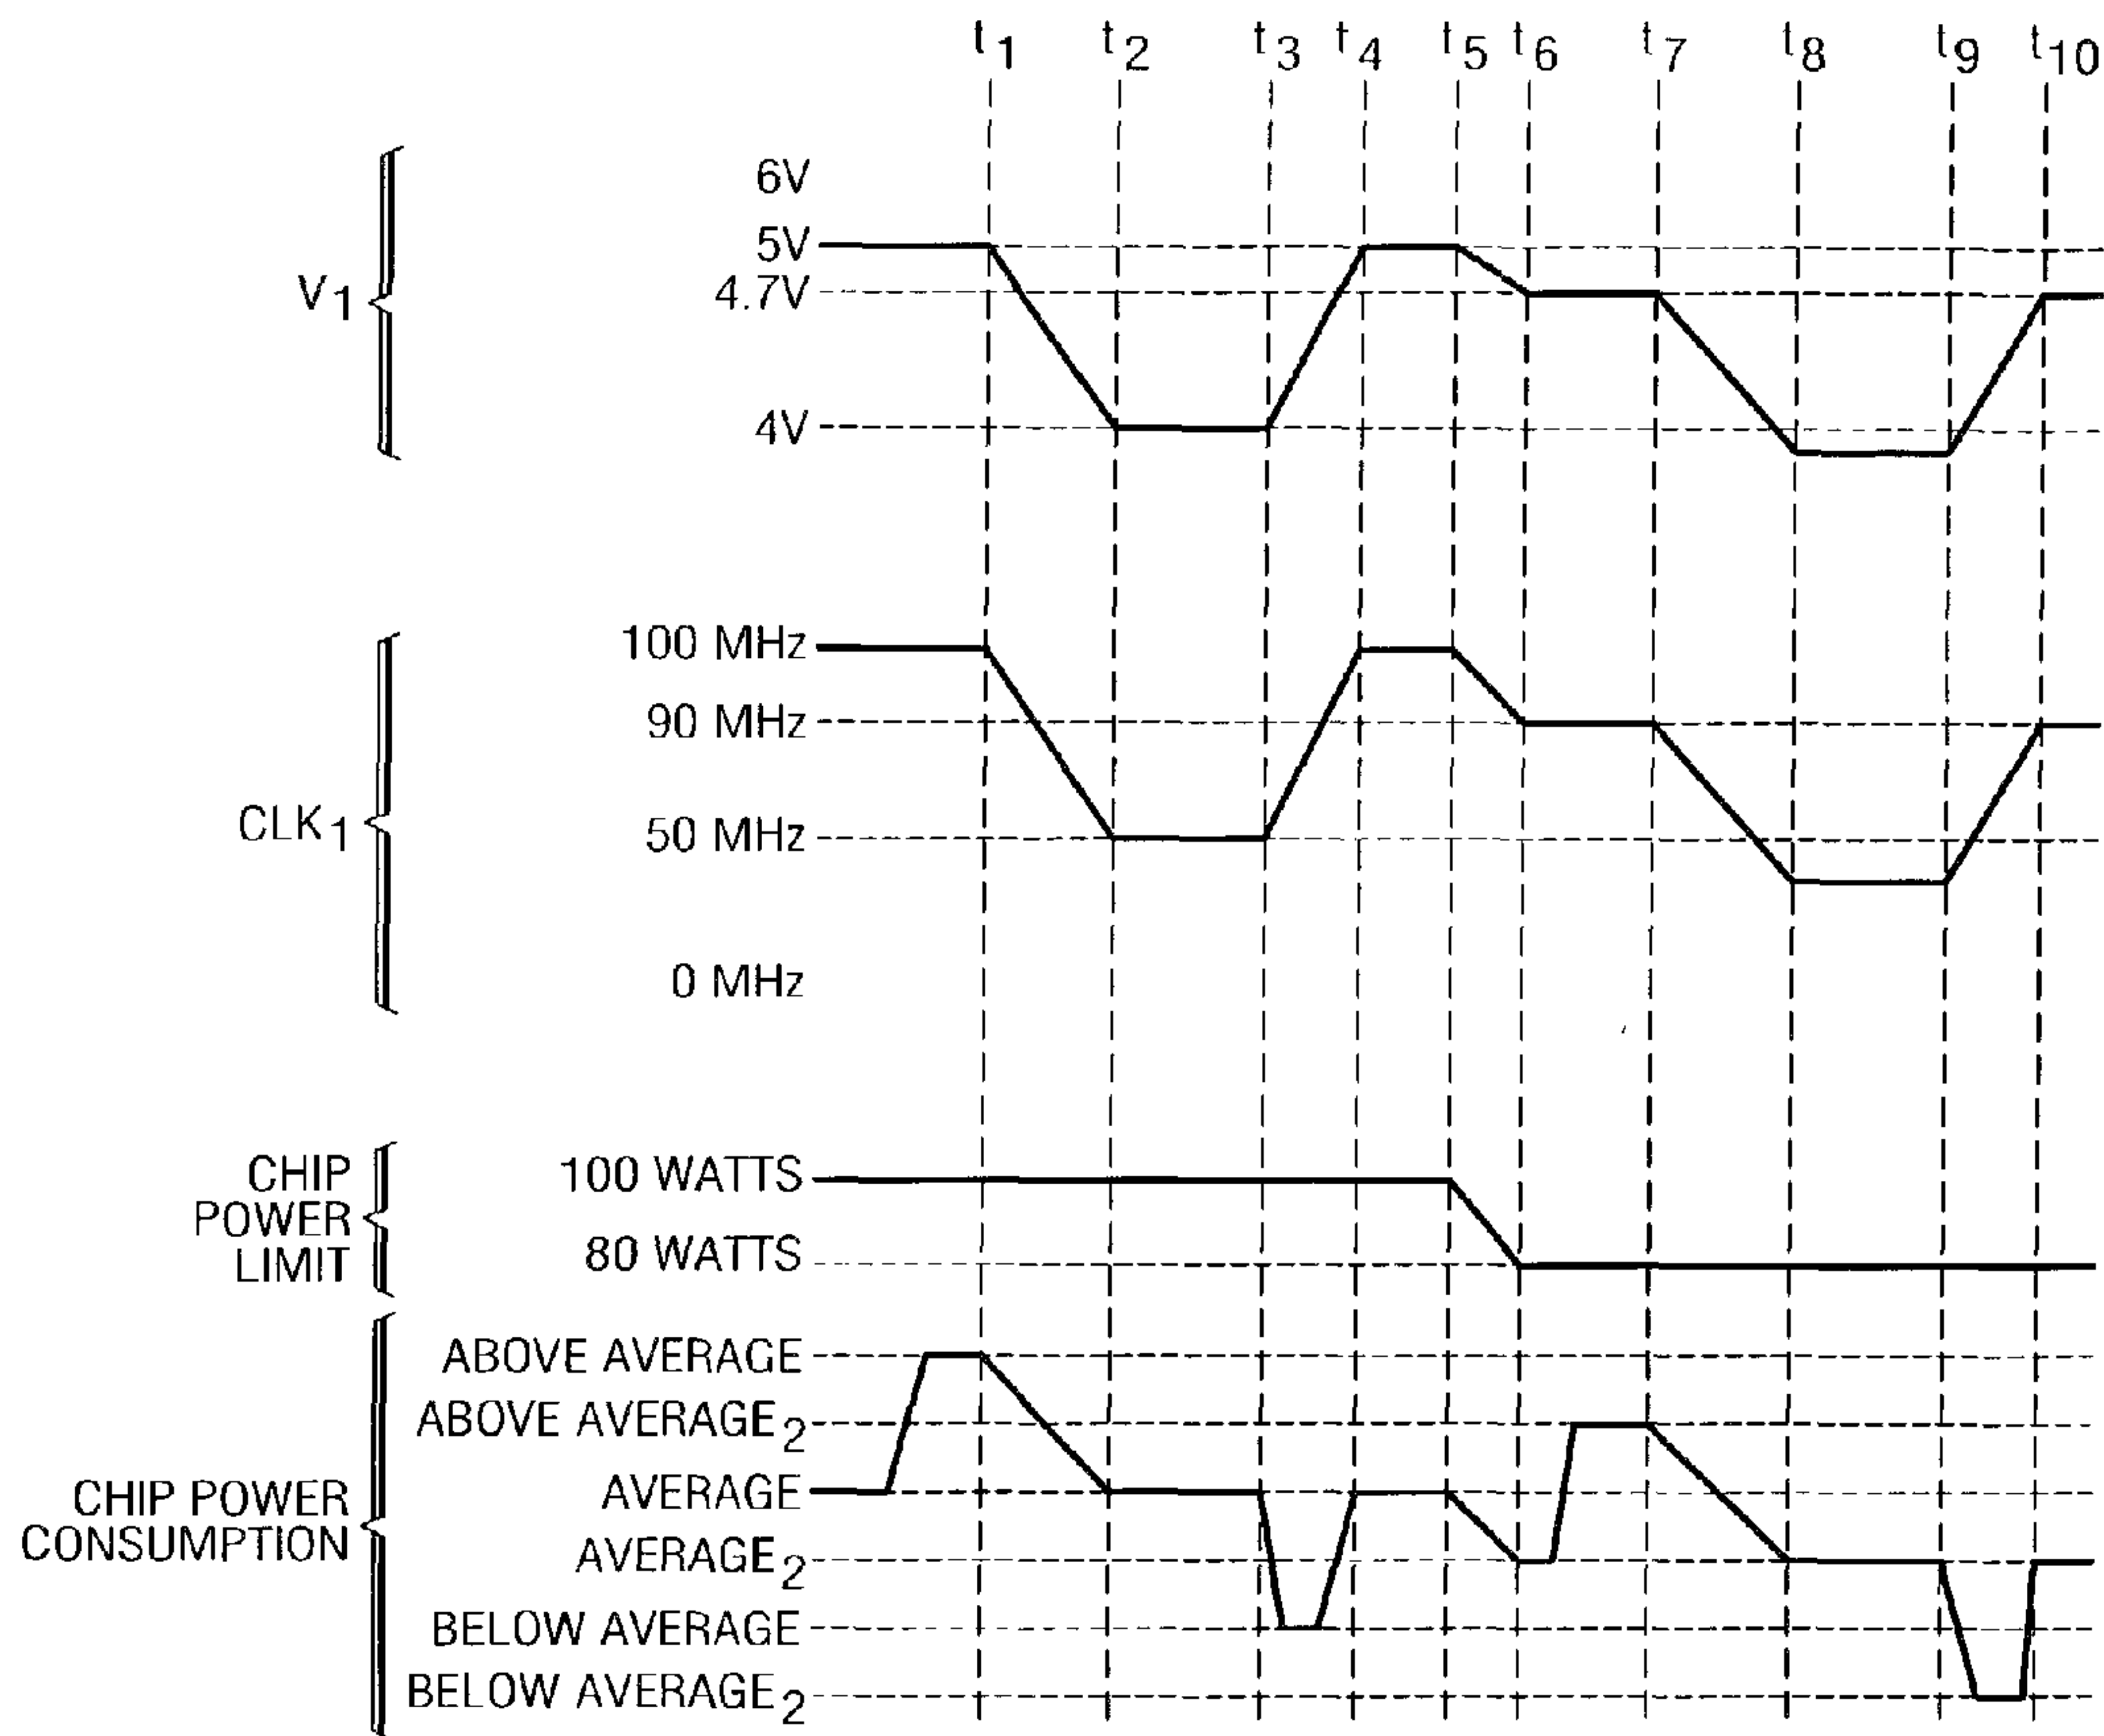 t1 t2 t3 t4 t5 t6 t7 t8 t9 t10
V1
6V
5V
4.7V
4V
CLK1
100 MHz
90 MHz
50 MHz
0 MHz
CHIP
POWER
LIMIT
100 WATTS
80 WATTS
CHIP POWER
CONSUMPTION
ABOVE AVERAGE
ABOVE AVERAGE2
AVERAGE
AVERAGE2
BELOW AVERAGE
BELOW AVERAGE2